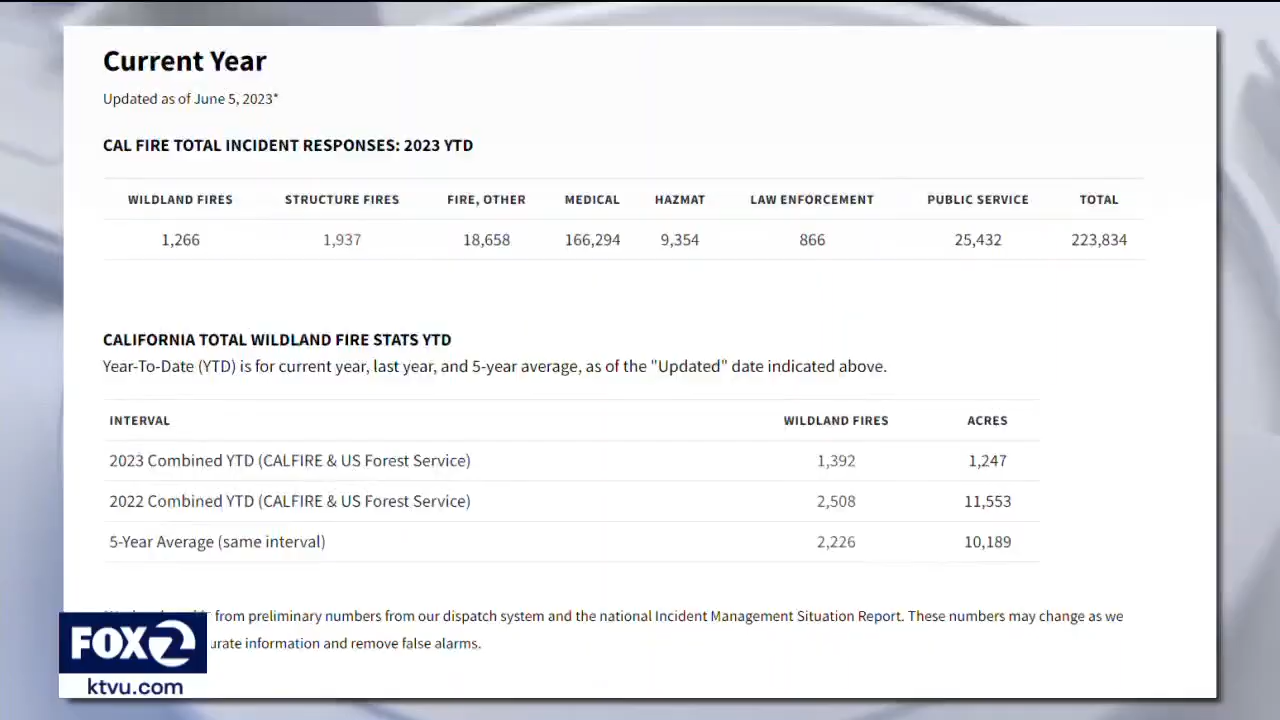 Current Year
Updated as of June 5, 2023*
CAL FIRE TOTAL INCIDENT RESPONSES: 2023 YTD
WILDLAND FIRES STRUCTURE FIRES FIRE, OTHER MEDICAL HAZMAT LAW ENFORCEMENT PUBLIC SERVICE TOTAL
1,266 1,937 18,658 166,294 9,354 866 25,432 223,834
CALIFORNIA TOTAL WILDLAND FIRE STATS YTD
Year-To-Date (YTD) is for current year, last year, and 5-year average, as of the "Updated" date indicated above.
INTERVAL WILDLAND FIRES ACRES
2023 Combined YTD (CALFIRE & US Forest Service) 1,392 1,247
2022 Combined YTD (CALFIRE & US Forest Service) 2,508 11,553
5-Year Average (same interval) 2,226 10,189
from preliminary numbers from our dispatch system and the national Incident Management Situation Report. These numbers may change as we
information and remove false alarms.
FOX 2
ktvu.com